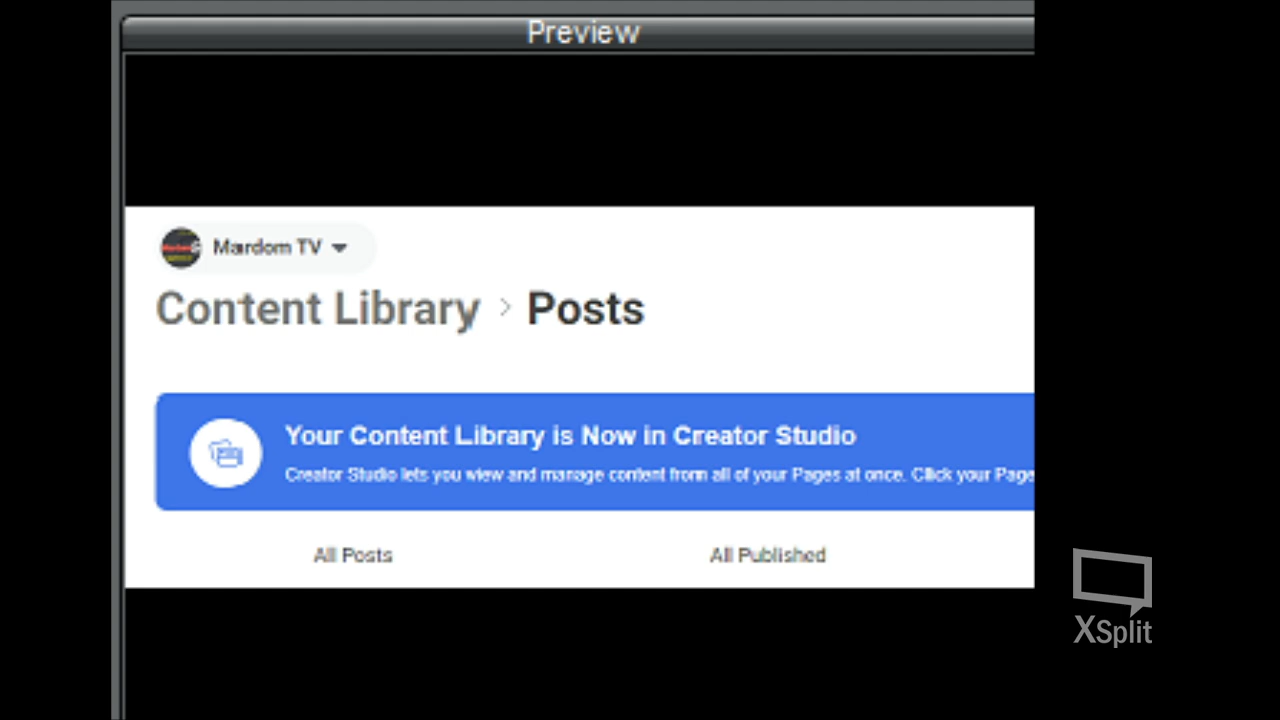 Preview
Mardom TV
Content Library > Posts
Your Content Library is Now in Creator Studio
Creator Studio lets you view and manage content from all of your Pages at once. Click your Page
All Posts
All Published
XSplit